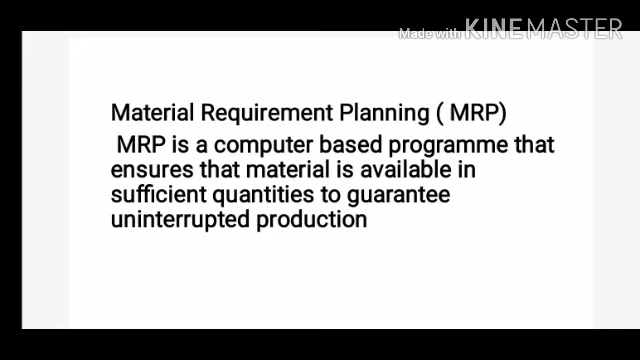 Made with KINEMASTER
Material Requirement Planning ( MRP)
MRP is a computer based programme that
ensures that material is available in
sufficient quantities to guarantee
uninterrupted production